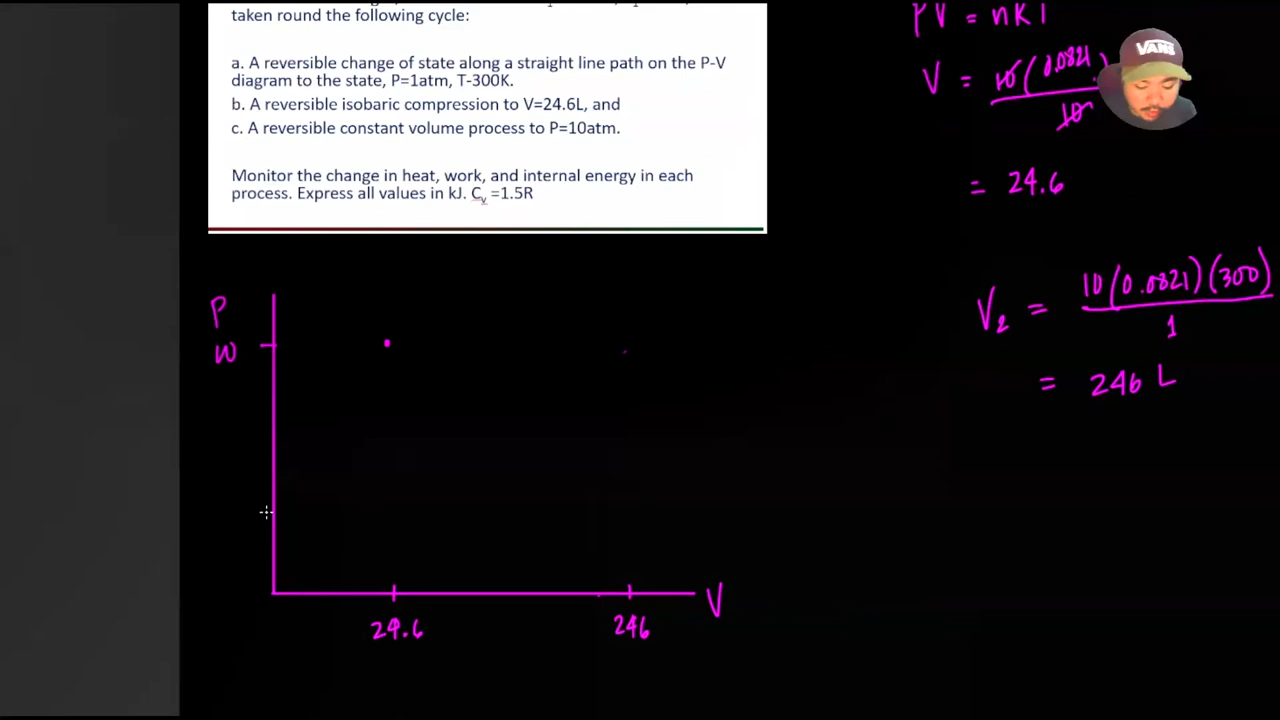 taken round the following cycle:
a. A reversible change of state along a straight line path on the P-V
diagram to the state, P=1atm, T-300K.
b. A reversible isobaric compression to V=24.6L, and
c. A reversible constant volume process to P=10atm.
Monitor the change in heat, work, and internal energy in each
process. Express all values in kJ. Cv =1.5R
PV = nRT
V = 10(0.0821)
10
= 24.6
VANS
V2 = 10(0.0821)(300)
1
= 246 L
P
10
24.6
246
V